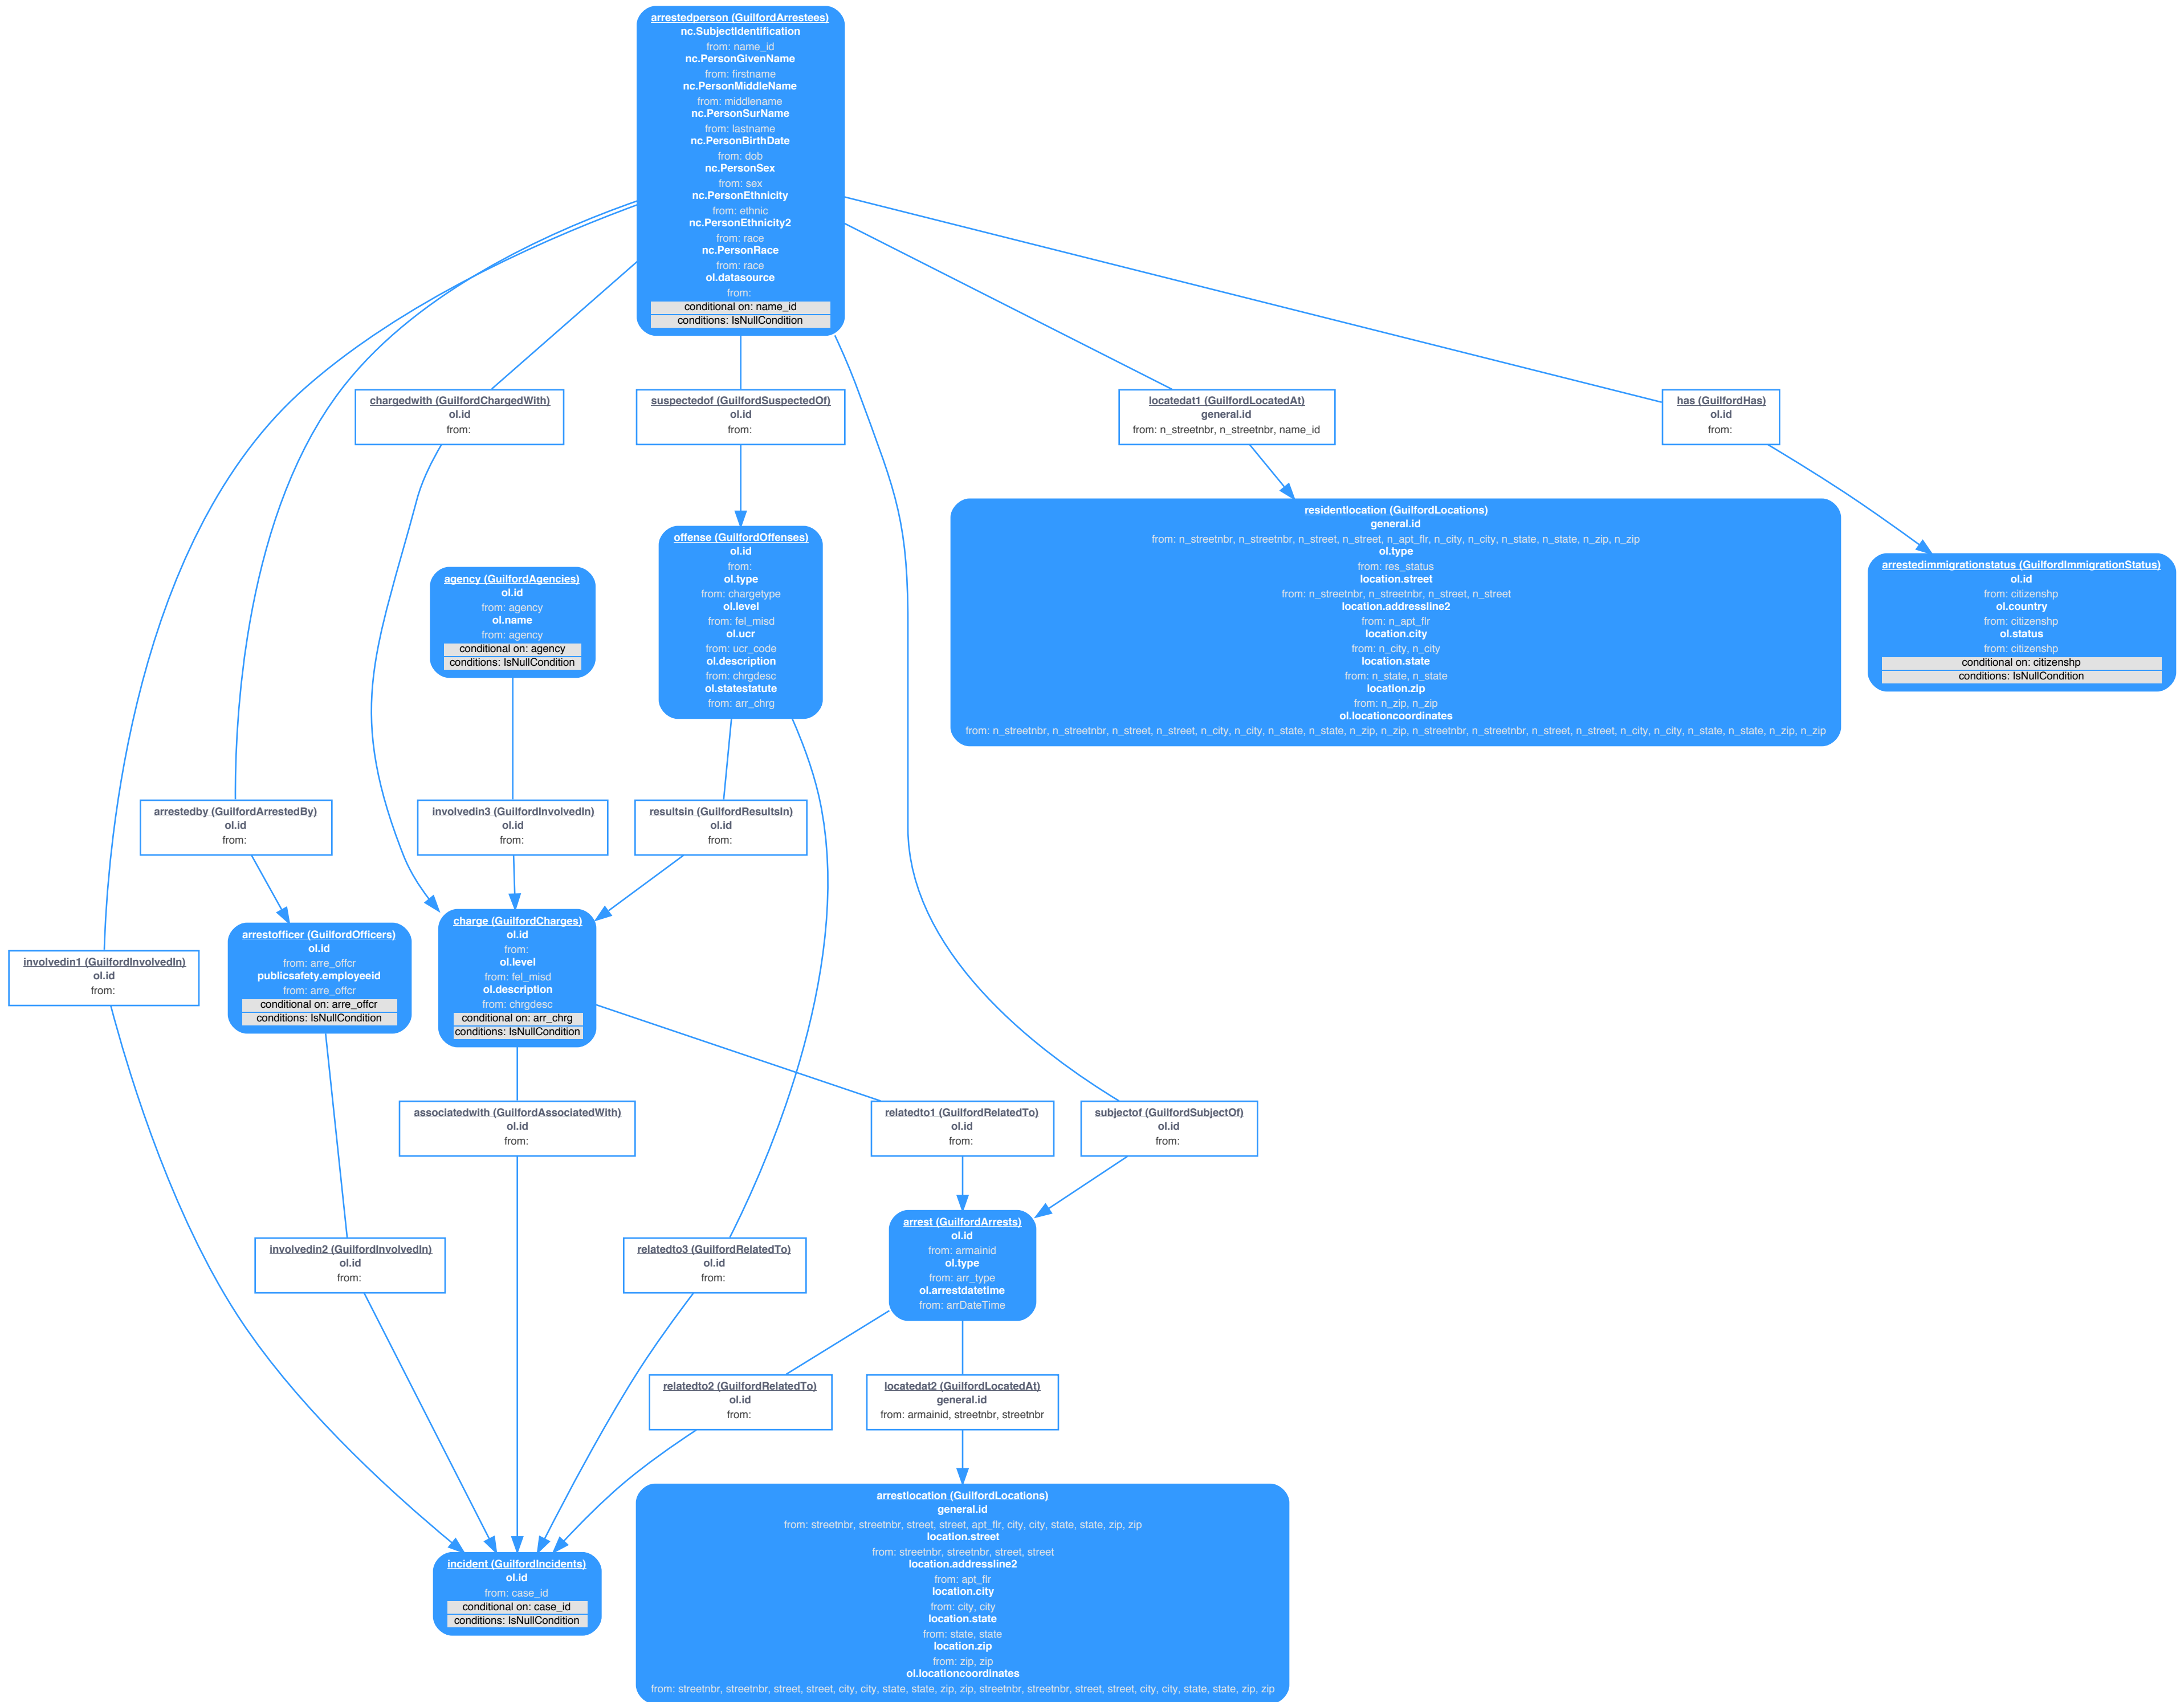 arrestedperson (GuilfordArrestees)
nc.SubjectIdentification
from: name_id
nc.PersonGivenName
from: firstname
nc.PersonMiddleName
from: middlename
nc.PersonSurName
from: lastname
nc.PersonBirthDate
from: dob
nc.PersonSex
from: sex
nc.PersonEthnicity
from: ethnic
nc.PersonEthnicity2
from: race
nc.PersonRace
from: race
ol.datasource
from:
conditional on: name_id
conditions: IsNullCondition
chargedwith (GuilfordChargedWith)
ol.id
from:
suspectedof (GuilfordSuspectedOf)
ol.id
from:
locatedat1 (GuilfordLocatedAt)
general.id
from: n_streetnbr, n_streetnbr, name_id
has (GuilfordHas)
ol.id
from:
residentlocation (GuilfordLocations)
general.id
from: n_streetnbr, n_streetnbr, n_street, n_street, n_apt_flr, n_city, n_city, n_state, n_state, n_zip, n_zip
ol.type
from: res_status
location.street
from: n_streetnbr, n_streetnbr, n_street, n_street
location.addressline2
from: n_apt_flr
location.city
from: n_city, n_city
location.state
from: n_state, n_state
location.zip
from: n_zip, n_zip
ol.locationcoordinates
from: n_streetnbr, n_streetnbr, n_street, n_street, n_city, n_city, n_state, n_state, n_zip, n_zip, n_streetnbr, n_streetnbr, n_street, n_street, n_city, n_city, n_state, n_state, n_zip, n_zip
offense (GuilfordOffenses)
ol.id
from:
ol.type
from: chargetype
ol.level
from: fel_misd
ol.ucr
from: ucr_code
ol.description
from: chrgdesc
ol.statestatute
from: arr_chrg
arrestedimmigrationstatus (GuilfordImmigrationStatus)
ol.id
from: citizenshp
ol.country
from: citizenshp
ol.status
from: citizenshp
conditional on: citizenshp
conditions: IsNullCondition
agency (GuilfordAgencies)
ol.id
from: agency
ol.name
from: agency
conditional on: agency
conditions: IsNullCondition
arrestedby (GuilfordArrestedBy)
ol.id
from:
involvedin3 (GuilfordInvolvedIn)
ol.id
from:
resultsin (GuilfordResultsIn)
ol.id
from:
charge (GuilfordCharges)
ol.id
from:
ol.level
from: fel_misd
ol.description
from: chrgdesc
conditional on: arr_chrg
conditions: IsNullCondition
arrestofficer (GuilfordOfficers)
ol.id
from: arre_offcr
publicsafety.employeeid
from: arre_offcr
conditional on: arre_offcr
conditions: IsNullCondition
involvedin1 (GuilfordInvolvedIn)
ol.id
from:
associatedwith (GuilfordAssociatedWith)
ol.id
from:
relatedto1 (GuilfordRelatedTo)
ol.id
from:
subjectof (GuilfordSubjectOf)
ol.id
from:
arrest (GuilfordArrests)
ol.id
from: armainid
ol.type
from: arr_type
ol.arrestdatetime
from: arrDateTime
involvedin2 (GuilfordInvolvedIn)
ol.id
from:
relatedto3 (GuilfordRelatedTo)
ol.id
from:
relatedto2 (GuilfordRelatedTo)
ol.id
from:
locatedat2 (GuilfordLocatedAt)
general.id
from: armainid, streetnbr, streetnbr
arrestlocation (GuilfordLocations)
general.id
from: streetnbr, streetnbr, street, street, apt_flr, city, city, state, state, zip, zip
location.street
from: streetnbr, streetnbr, street, street
location.addressline2
from: apt_flr
location.city
from: city, city
location.state
from: state, state
location.zip
from: zip, zip
ol.locationcoordinates
from: streetnbr, streetnbr, street, street, city, city, state, state, zip, zip, streetnbr, streetnbr, street, street, city, city, state, state, zip, zip
incident (GuilfordIncidents)
ol.id
from: case_id
conditional on: case_id
conditions: IsNullCondition